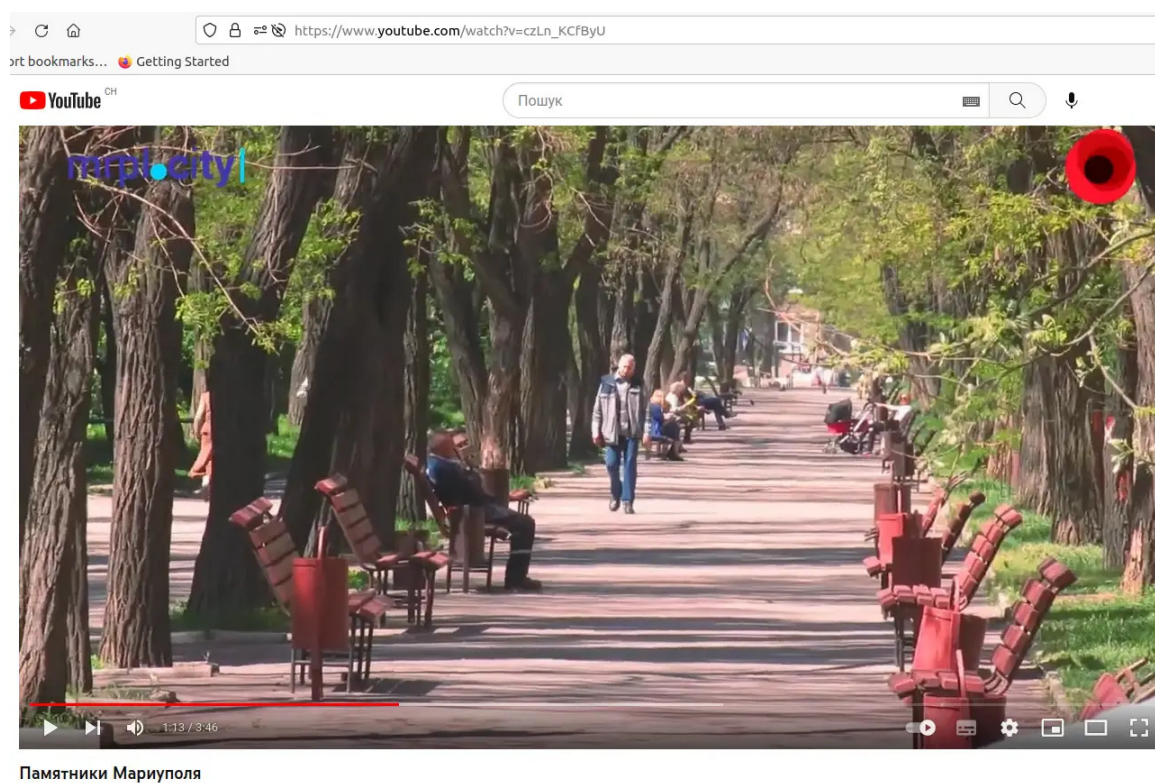 https://www.youtube.com/watch?v=czLn_KCfByU
ort bookmarks... Getting Started
YouTube CH
Пошук
mrpl.city
1:13 / 3:46
Памятники Мариуполя